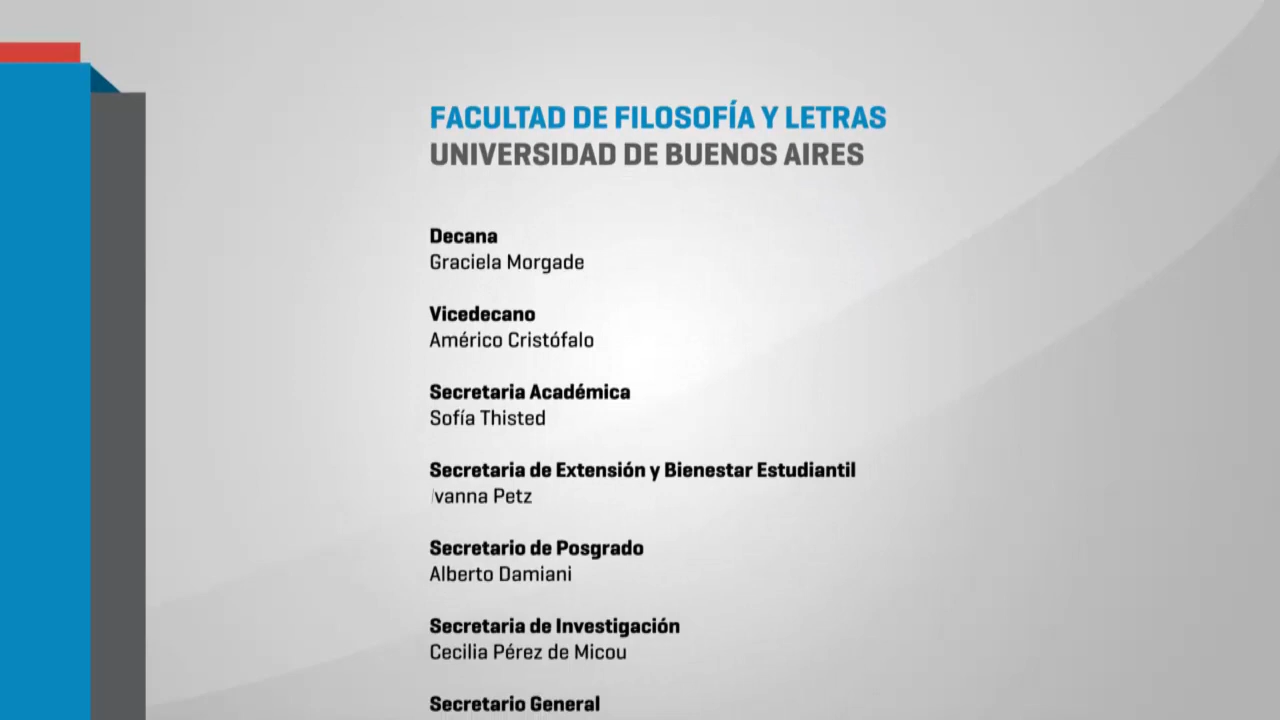 FACULTAD DE FILOSOFÍA Y LETRAS
UNIVERSIDAD DE BUENOS AIRES
Decana
Graciela Morgade
Vicedecano
Américo Cristófalo
Secretaria Académica
Sofía Thisted
Secretaria de Extensión y Bienestar Estudiantil
Ivanna Petz
Secretario de Posgrado
Alberto Damiani
Secretaria de Investigación
Cecilia Pérez de Micou
Secretario General